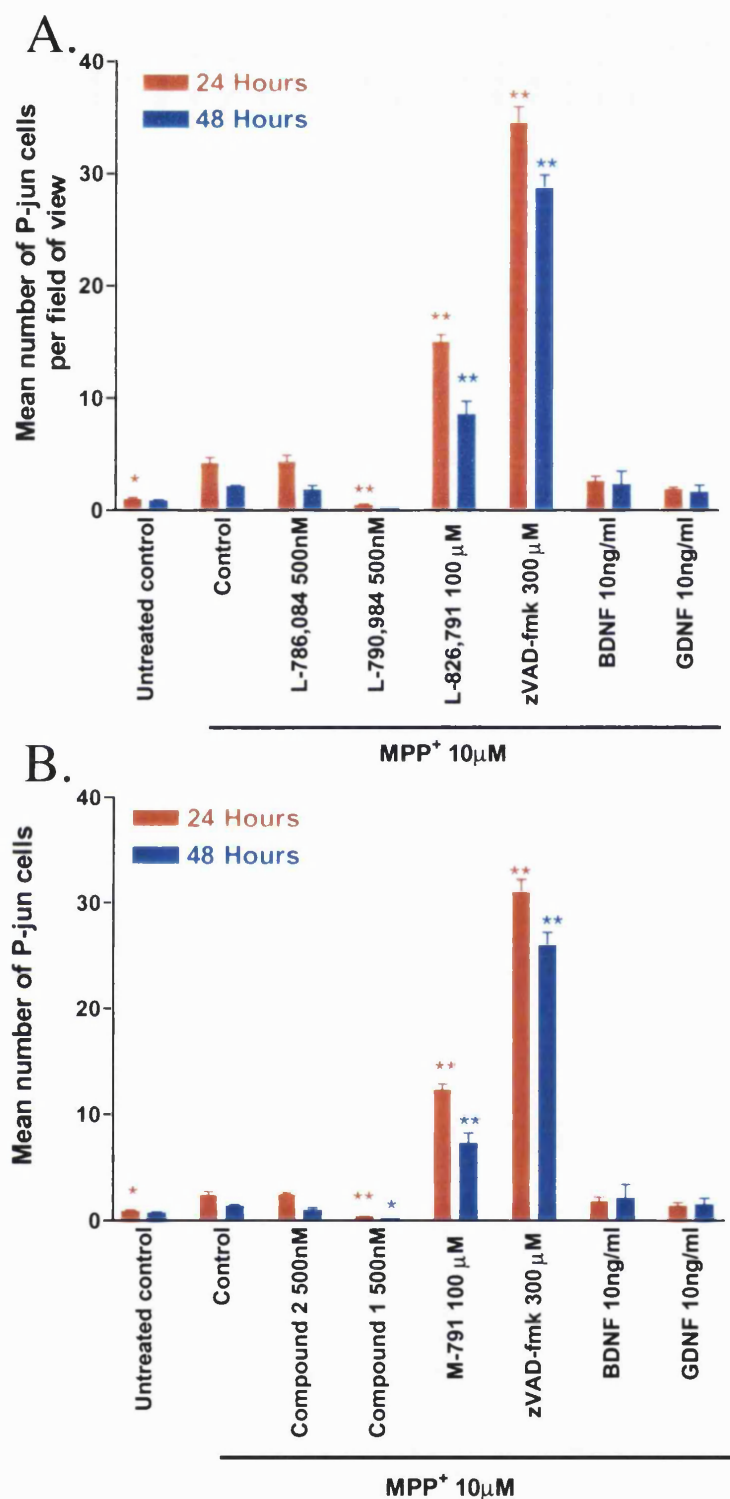 A.
24 Hours
48 Hours
Mean number of P-jun cells
per field of view
40
30
20
10
0
*
**
**
**
**
**
Untreated control
Control
L-786,084 500nM
L-790,984 500nM
L-826,791 100 μM
zVAD-fmk 300 μM
BDNF 10ng/ml
GDNF 10ng/ml
MPP⁺ 10μM
B.
24 Hours
48 Hours
Mean number of P-jun cells
40
30
20
10
0
*
**
*
**
**
**
**
Untreated control
Control
Compound 2 500nM
Compound 1 500nM
M-791 100 μM
zVAD-fmk 300 μM
BDNF 10ng/ml
GDNF 10ng/ml
MPP⁺ 10μM